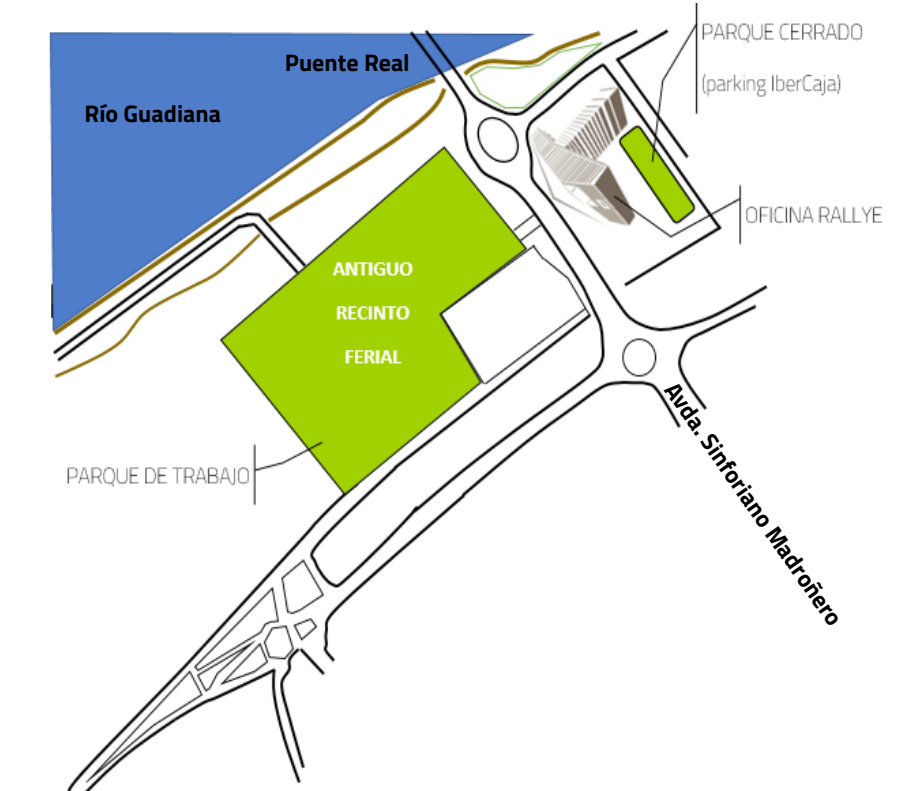 PARQUE CERRADO
(parking IberCaja)
Puente Real
Río Guadiana
OFICINA RALLYE
ANTIGUO
RECINTO
FERIAL
PARQUE DE TRABAJO
Avda. Sinforiano Madroñero